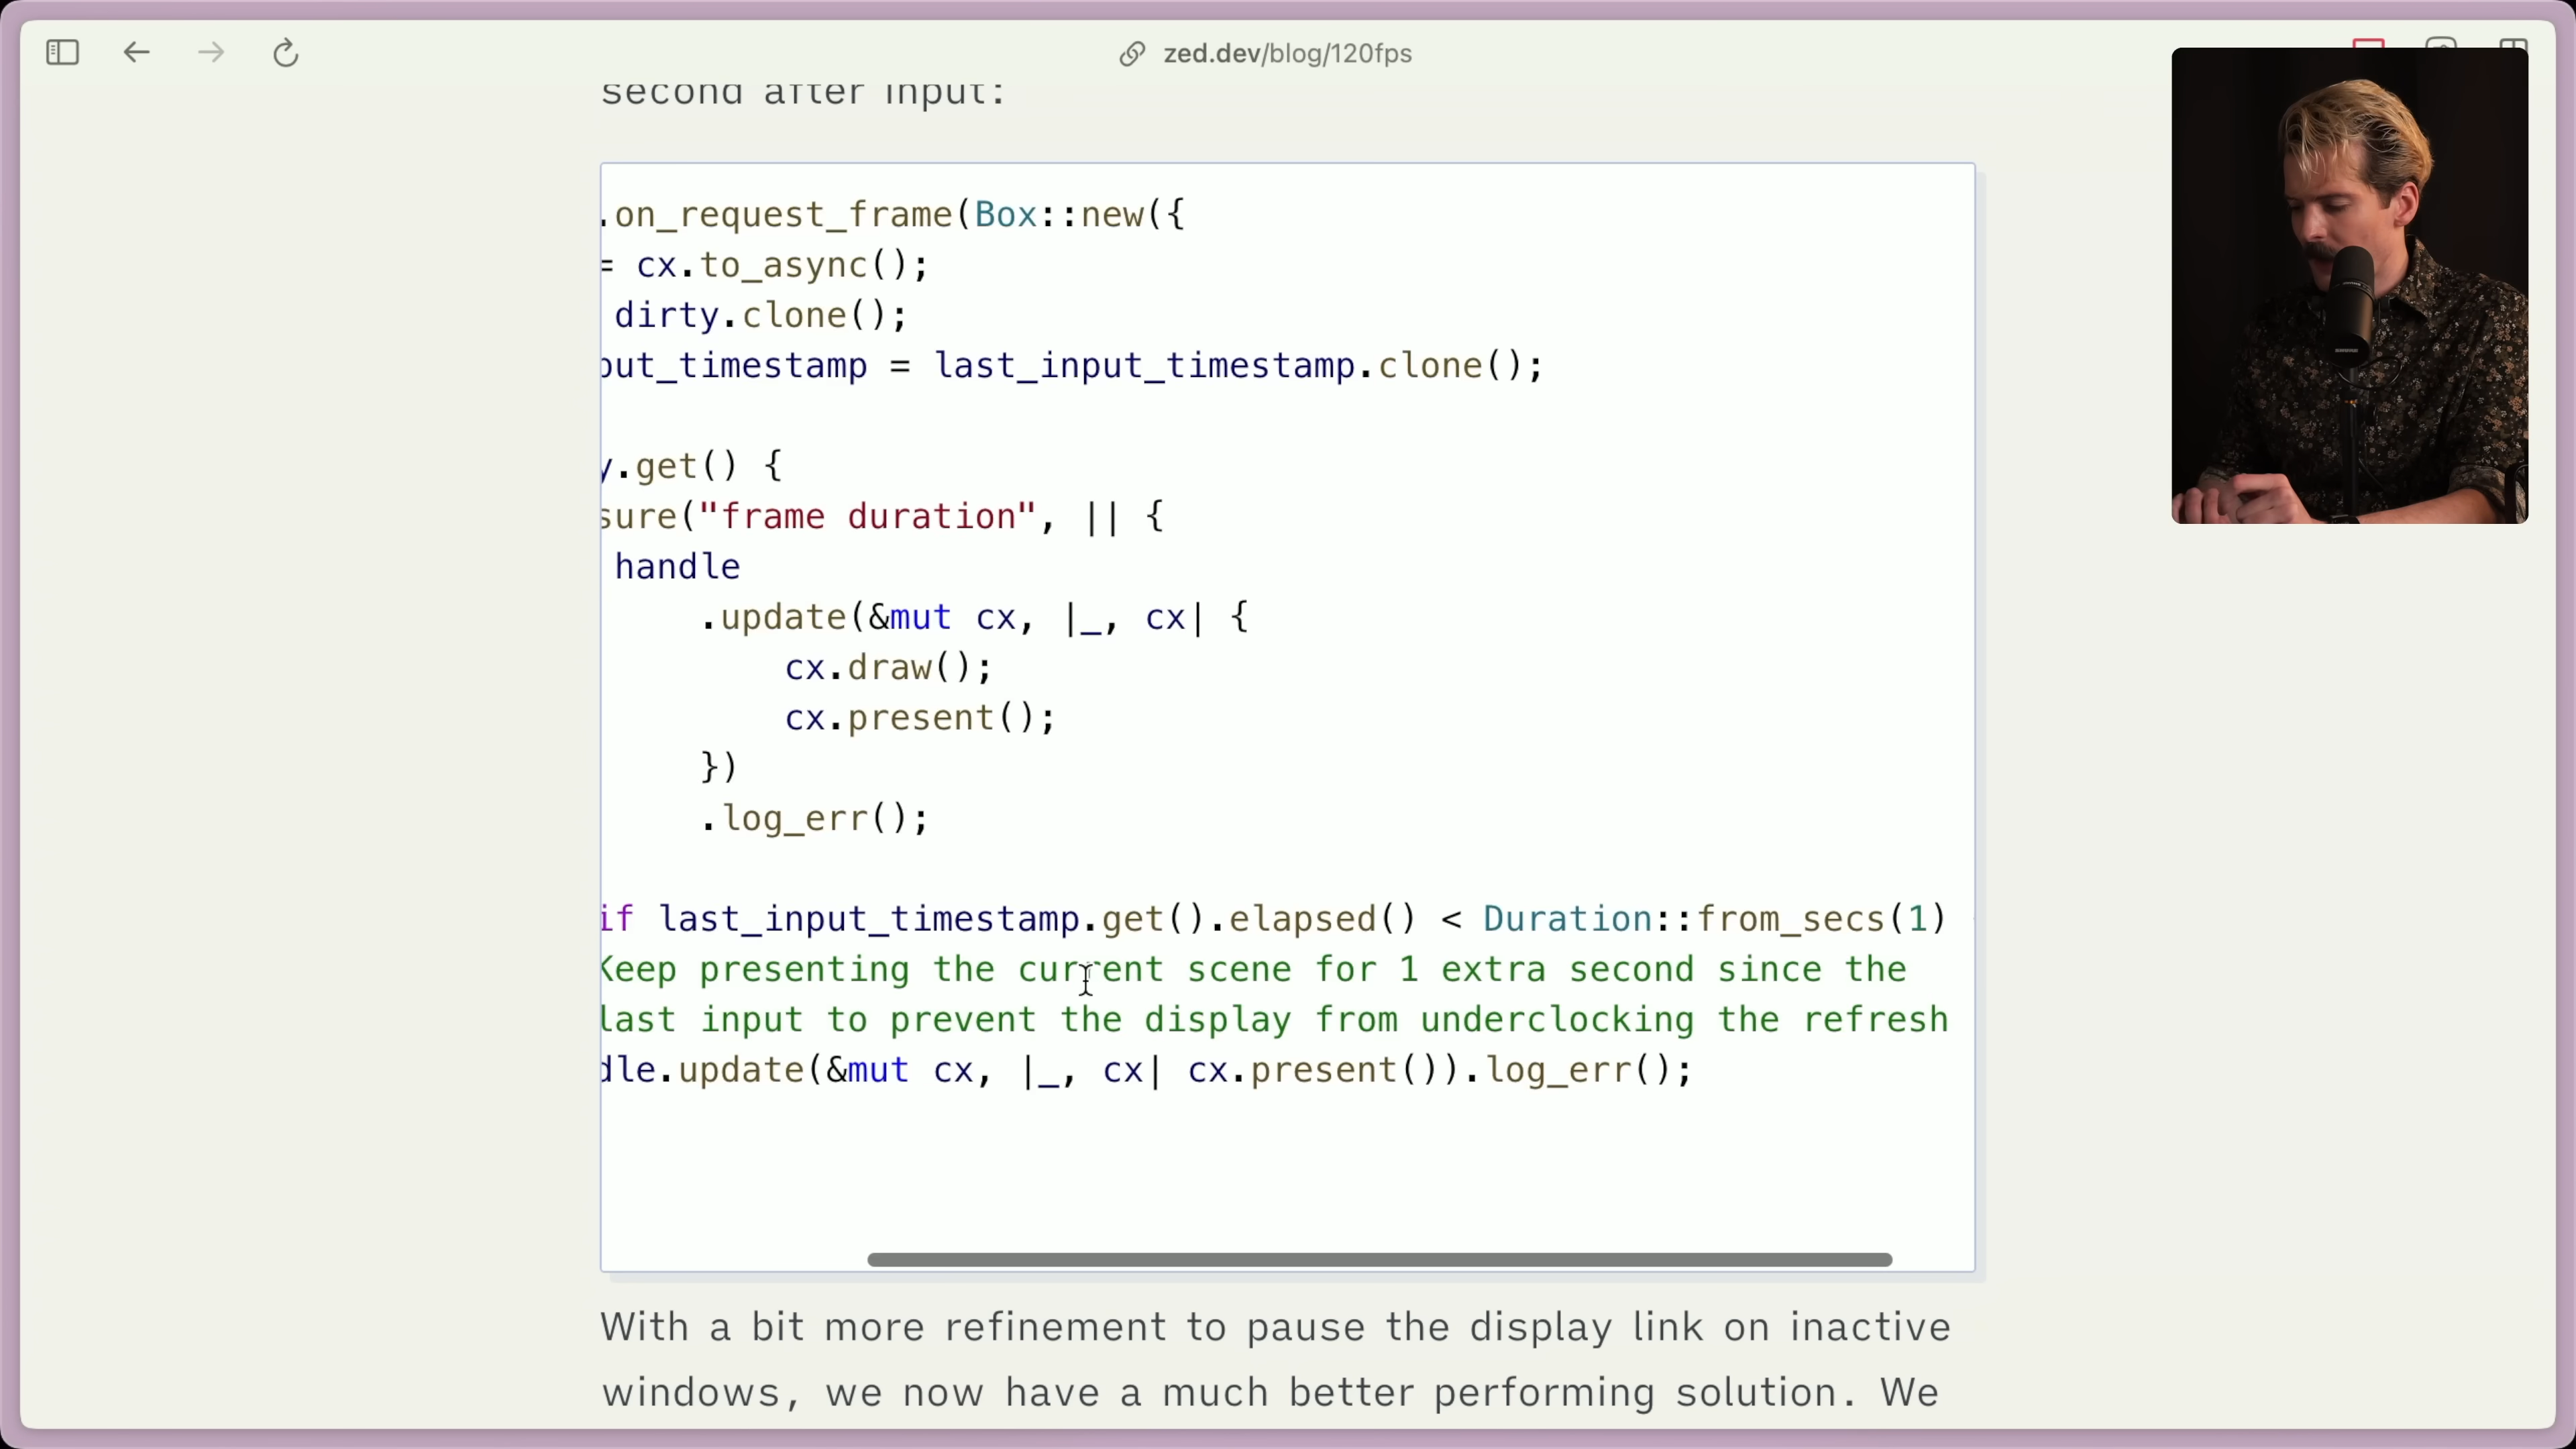 zed.dev/blog/120fps
second after input:
.on_request_frame(Box::new({
= cx.to_async();
dirty.clone();
put_timestamp = last_input_timestamp.clone();
y.get() {
sure("frame duration", || {
handle
.update(&mut cx, |_, cx| {
cx.draw();
cx.present();
})
.log_err();
if last_input_timestamp.get().elapsed() < Duration::from_secs(1)
Keep presenting the current scene for 1 extra second since the
last input to prevent the display from underclocking the refresh
dle.update(&mut cx, |_, cx| cx.present()).log_err();
With a bit more refinement to pause the display link on inactive
windows, we now have a much better performing solution. We